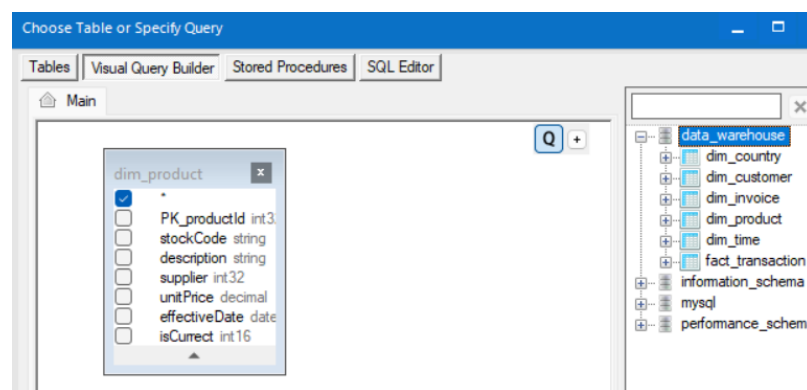 Choose Table or Specify Query
Tables Visual Query Builder Stored Procedures SQL Editor
Main
Q +
dim_product x
*
PK_productId int32
stockCode string
description string
supplier int32
unitPrice decimal
effectiveDate date
isCurrect int16
data_warehouse
dim_country
dim_customer
dim_invoice
dim_product
dim_time
fact_transaction
information_schema
mysql
performance_schem